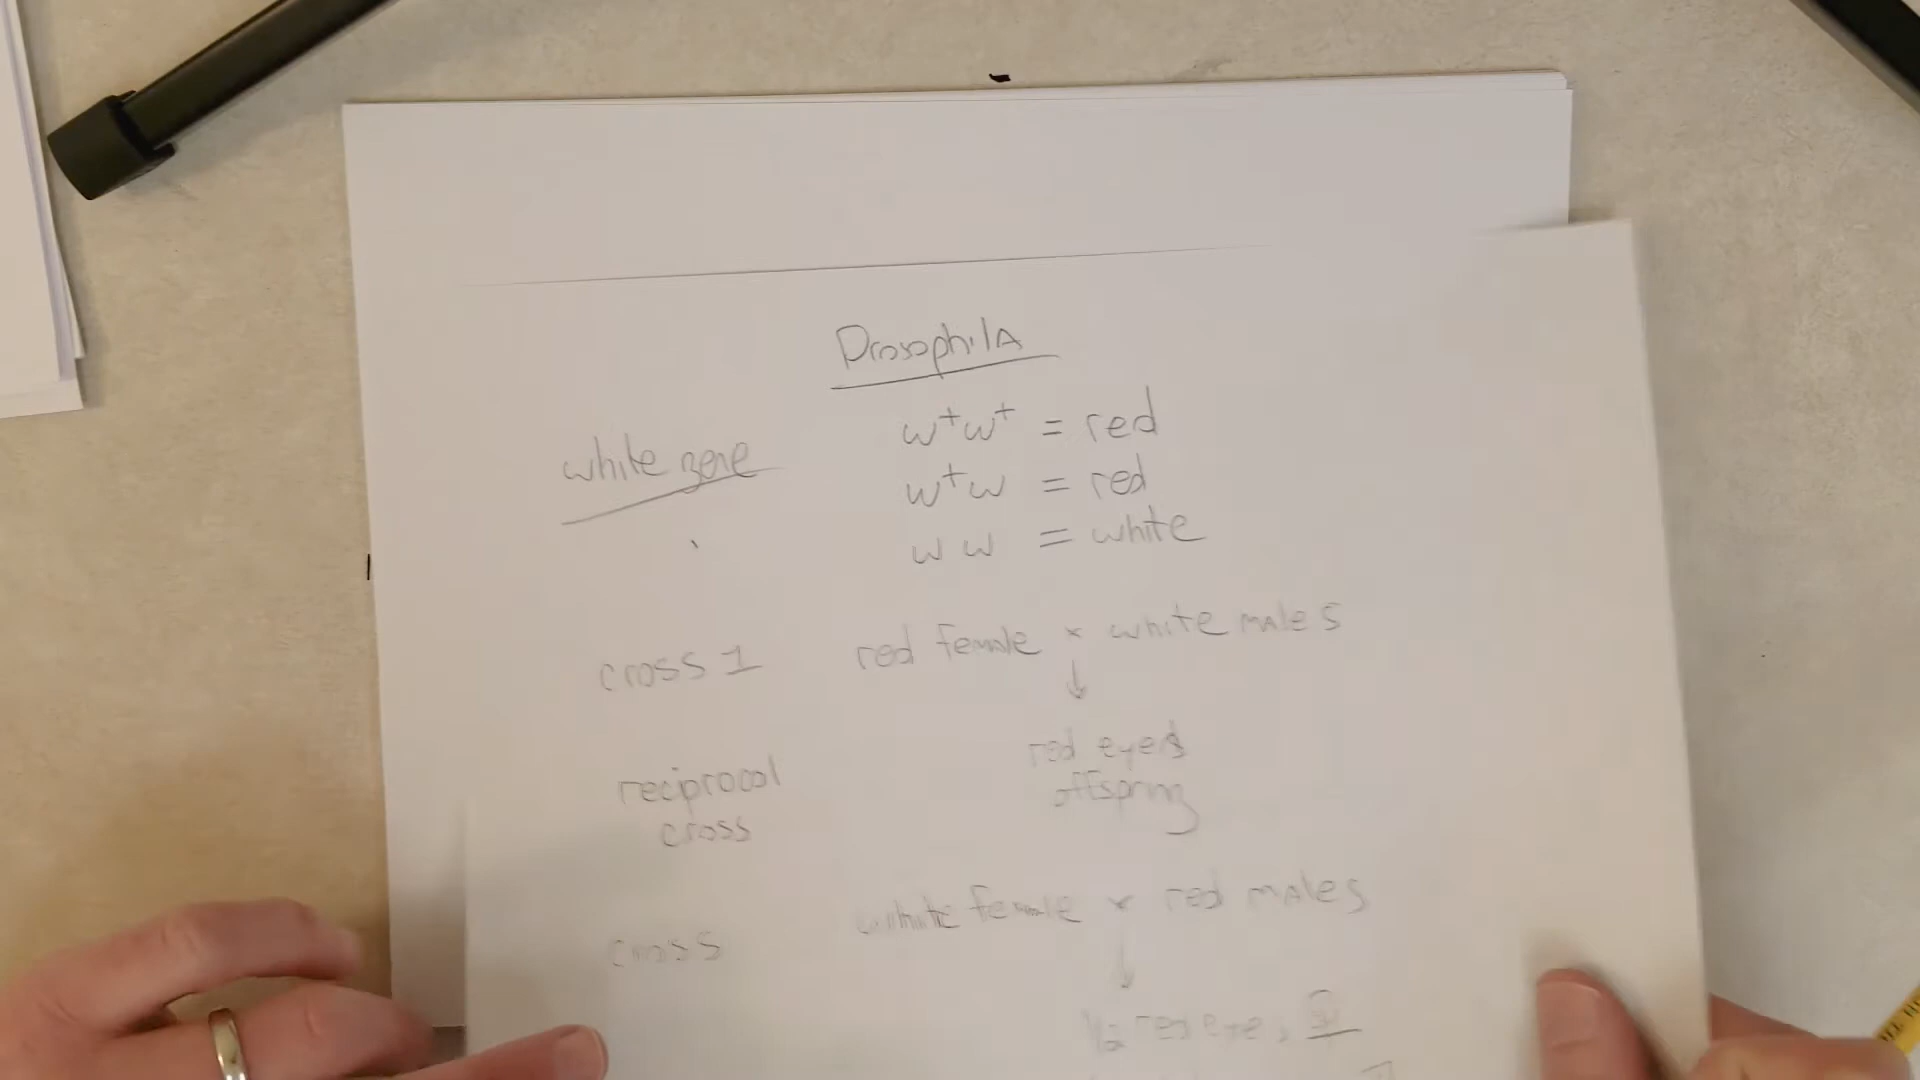 Drosophila
white gene
w⁺w⁺ = red
w⁺w = red
w w = white
cross 1 red female × white males
↓
red eyed
offspring
reciprocal
cross
cross white female × red males
↓
½ red eye, ♀